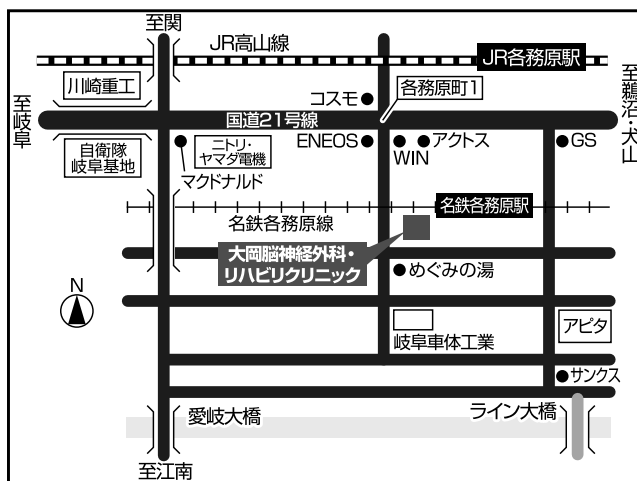 至関
JR高山線
JR各務原駅
川崎重工
コスモ
各務原町1
至岐阜
国道21号線
至鵜沼・犬山
自衛隊
岐阜基地
マクドナルド
ニトリ・
ヤマダ電機
ENEOS
WIN
アクトス
GS
名鉄各務原線
名鉄各務原駅
大岡脳神経外科・
リハビリクリニック
めぐみの湯
N
岐阜車体工業
アピタ
サンクス
愛岐大橋
ライン大橋
至江南